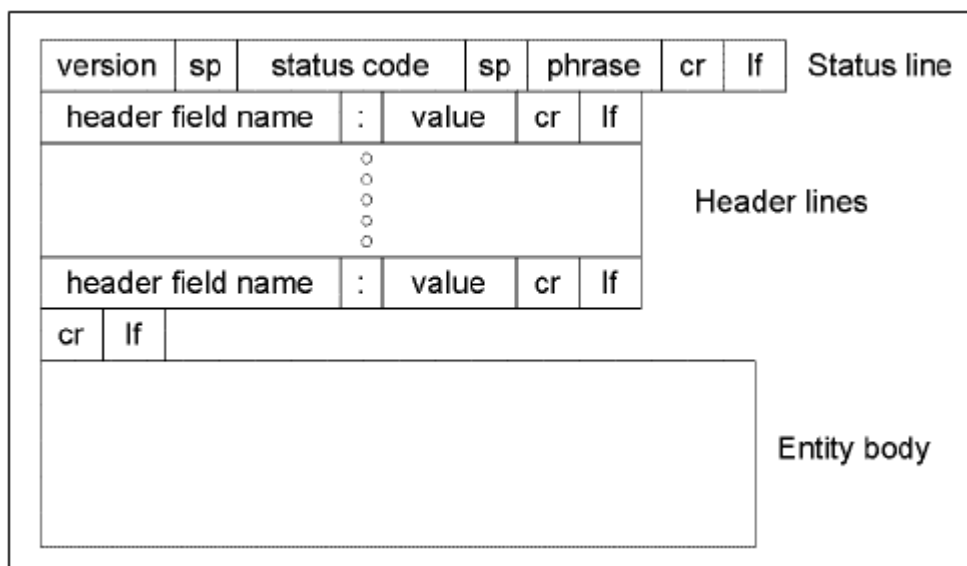 version sp status code sp phrase cr lf Status line
header field name : value cr lf
Header lines
header field name : value cr lf
cr lf
Entity body